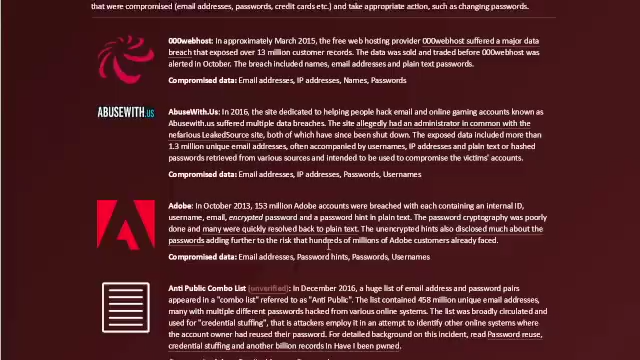 that were compromised (email addresses, passwords, credit cards etc.) and take appropriate action, such as changing passwords.
000webhost: In approximately March 2015, the free web hosting provider 000webhost suffered a major data
breach that exposed over 13 million customer records. The data was sold and traded before 000webhost was
alerted in October. The breach included names, email addresses and plain text passwords.
Compromised data: Email addresses, IP addresses, Names, Passwords
ABUSEWITH.US
AbuseWith.Us: In 2016, the site dedicated to helping people hack email and online gaming accounts known as
Abusewith.us suffered multiple data breaches. The site allegedly had an administrator in common with the
nefarious LeakedSource site, both of which have since been shut down. The exposed data included more than
1.3 million unique email addresses, often accompanied by usernames, IP addresses and plain text or hashed
passwords retrieved from various sources and intended to be used to compromise the victims' accounts.
Compromised data: Email addresses, IP addresses, Passwords, Usernames
Adobe: In October 2013, 153 million Adobe accounts were breached with each containing an internal ID,
username, email, encrypted password and a password hint in plain text. The password cryptography was poorly
done and many were quickly resolved back to plain text. The unencrypted hints also disclosed much about the
passwords adding further to the risk that hundreds of millions of Adobe customers already faced.
Compromised data: Email addresses, Password hints, Passwords, Usernames
Anti Public Combo List (unverified): In December 2016, a huge list of email address and password pairs
appeared in a "combo list" referred to as "Anti Public". The list contained 458 million unique email addresses,
many with multiple different passwords hacked from various online systems. The list was broadly circulated and
used for "credential stuffing", that is attackers employ it in an attempt to identify other online systems where
the account owner had reused their password. For detailed background on this incident, read Password reuse,
credential stuffing and another billion records in Have I been pwned.